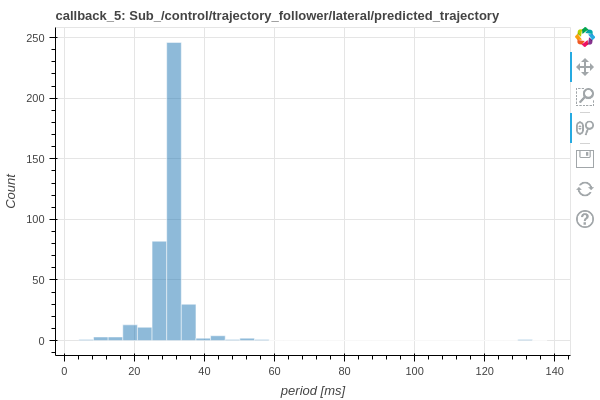 callback_5: Sub_/control/trajectory_follower/lateral/predicted_trajectory
250
200
150
100
50
0
Count
0 20 40 60 80 100 120 140
period [ms]